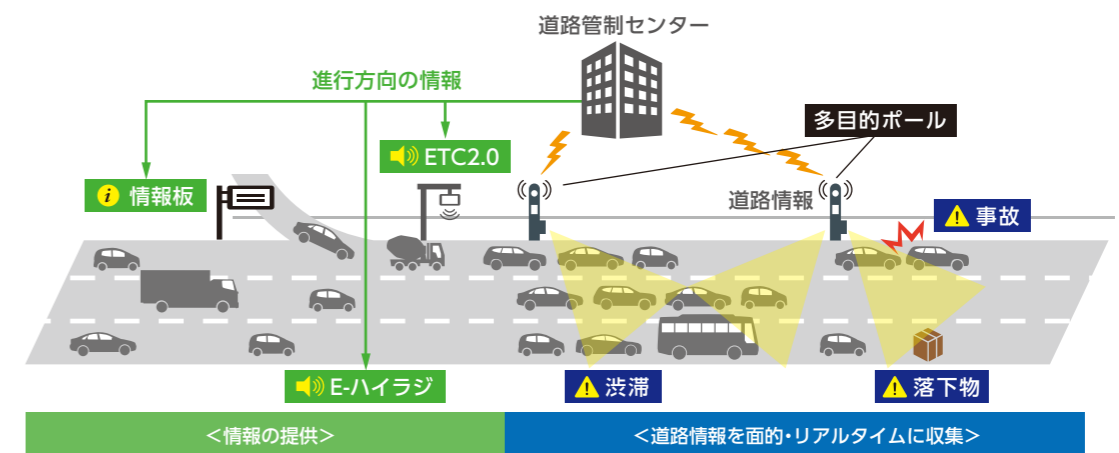 道路管制センター
進行方向の情報
多目的ポール
ETC2.0
i 情報板
道路情報
事故
E-ハイラジ
渋滞
落下物
＜情報の提供＞
＜道路情報を面的・リアルタイムに収集＞